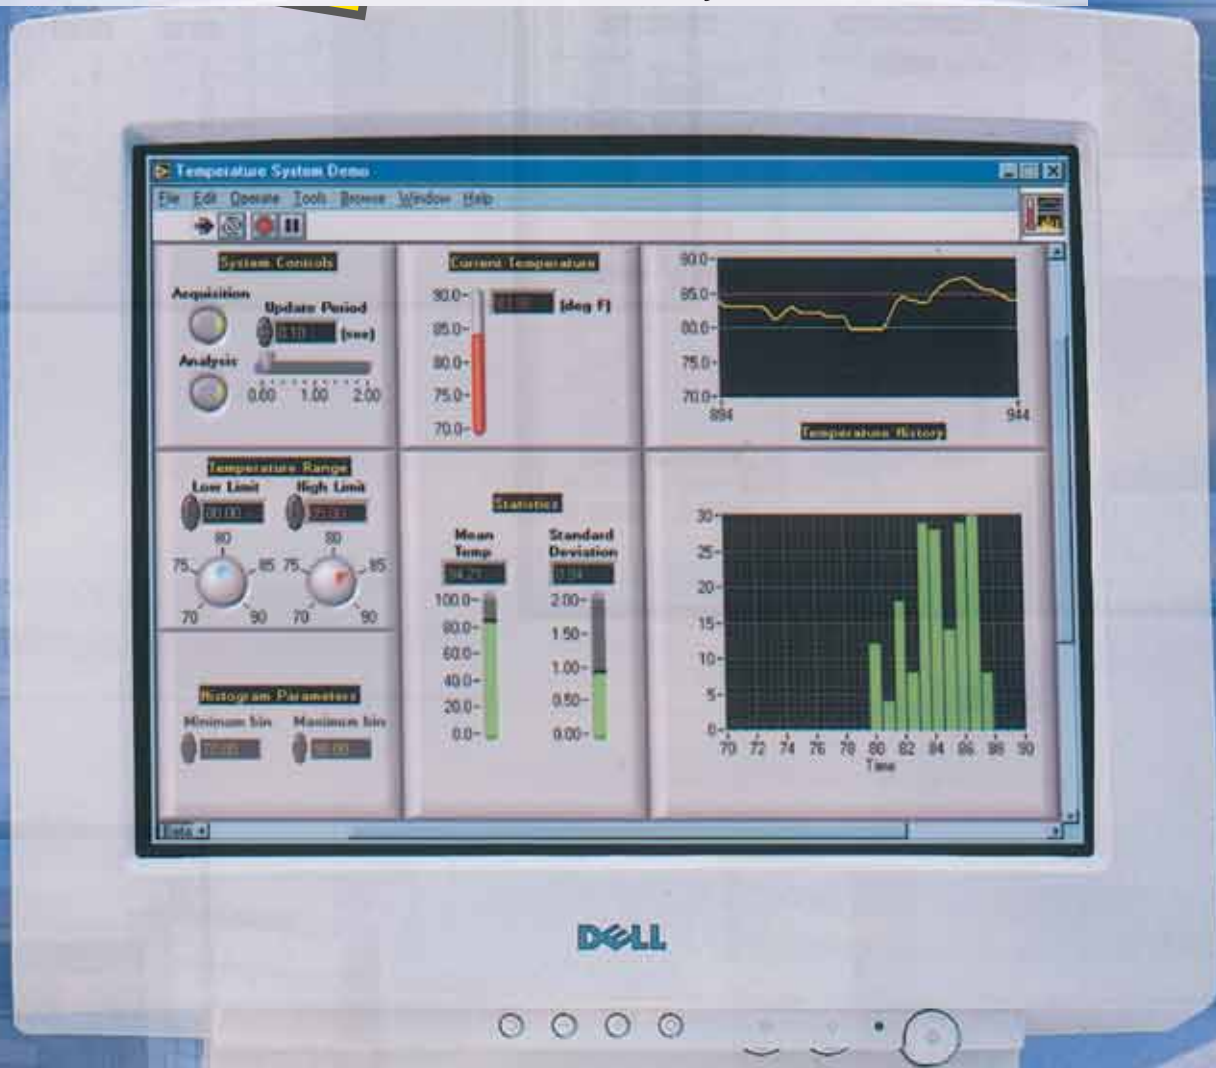 Temperature System Demo
File Edit Operate Tools Browse Window Help
System Controls
Acquisition
Update Period
0.10 (sec)
Analysis
0.00 1.00 2.00
Current Temperature
90.0
[deg F]
85.0
80.0
75.0
70.0
90.0
85.0
80.0
75.0
70.0
894 944
Temperature History
Temperature Range
Low Limit High Limit
80.00
80 80
75 85 75 85
70 90 70 90
Histogram Parameters
Minimum bin Maximum bin
Statistics
Mean Temp
Standard Deviation
100.0
80.0
60.0
40.0
20.0
0.0
2.00
1.50
1.00
0.50
0.00
30
25
20
15
10
5
0
70 72 74 76 78 80 82 84 86 88 90
Time
DELL